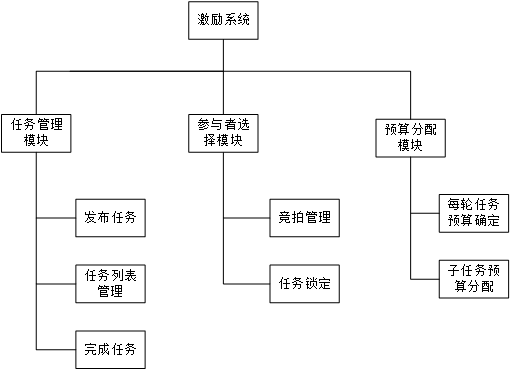 激励系统
任务管理
模块
参与者选
择模块
预算分配
模块
发布任务
任务列表
管理
完成任务
竟拍管理
任务锁定
每轮任务
预算确定
子任务预
算分配